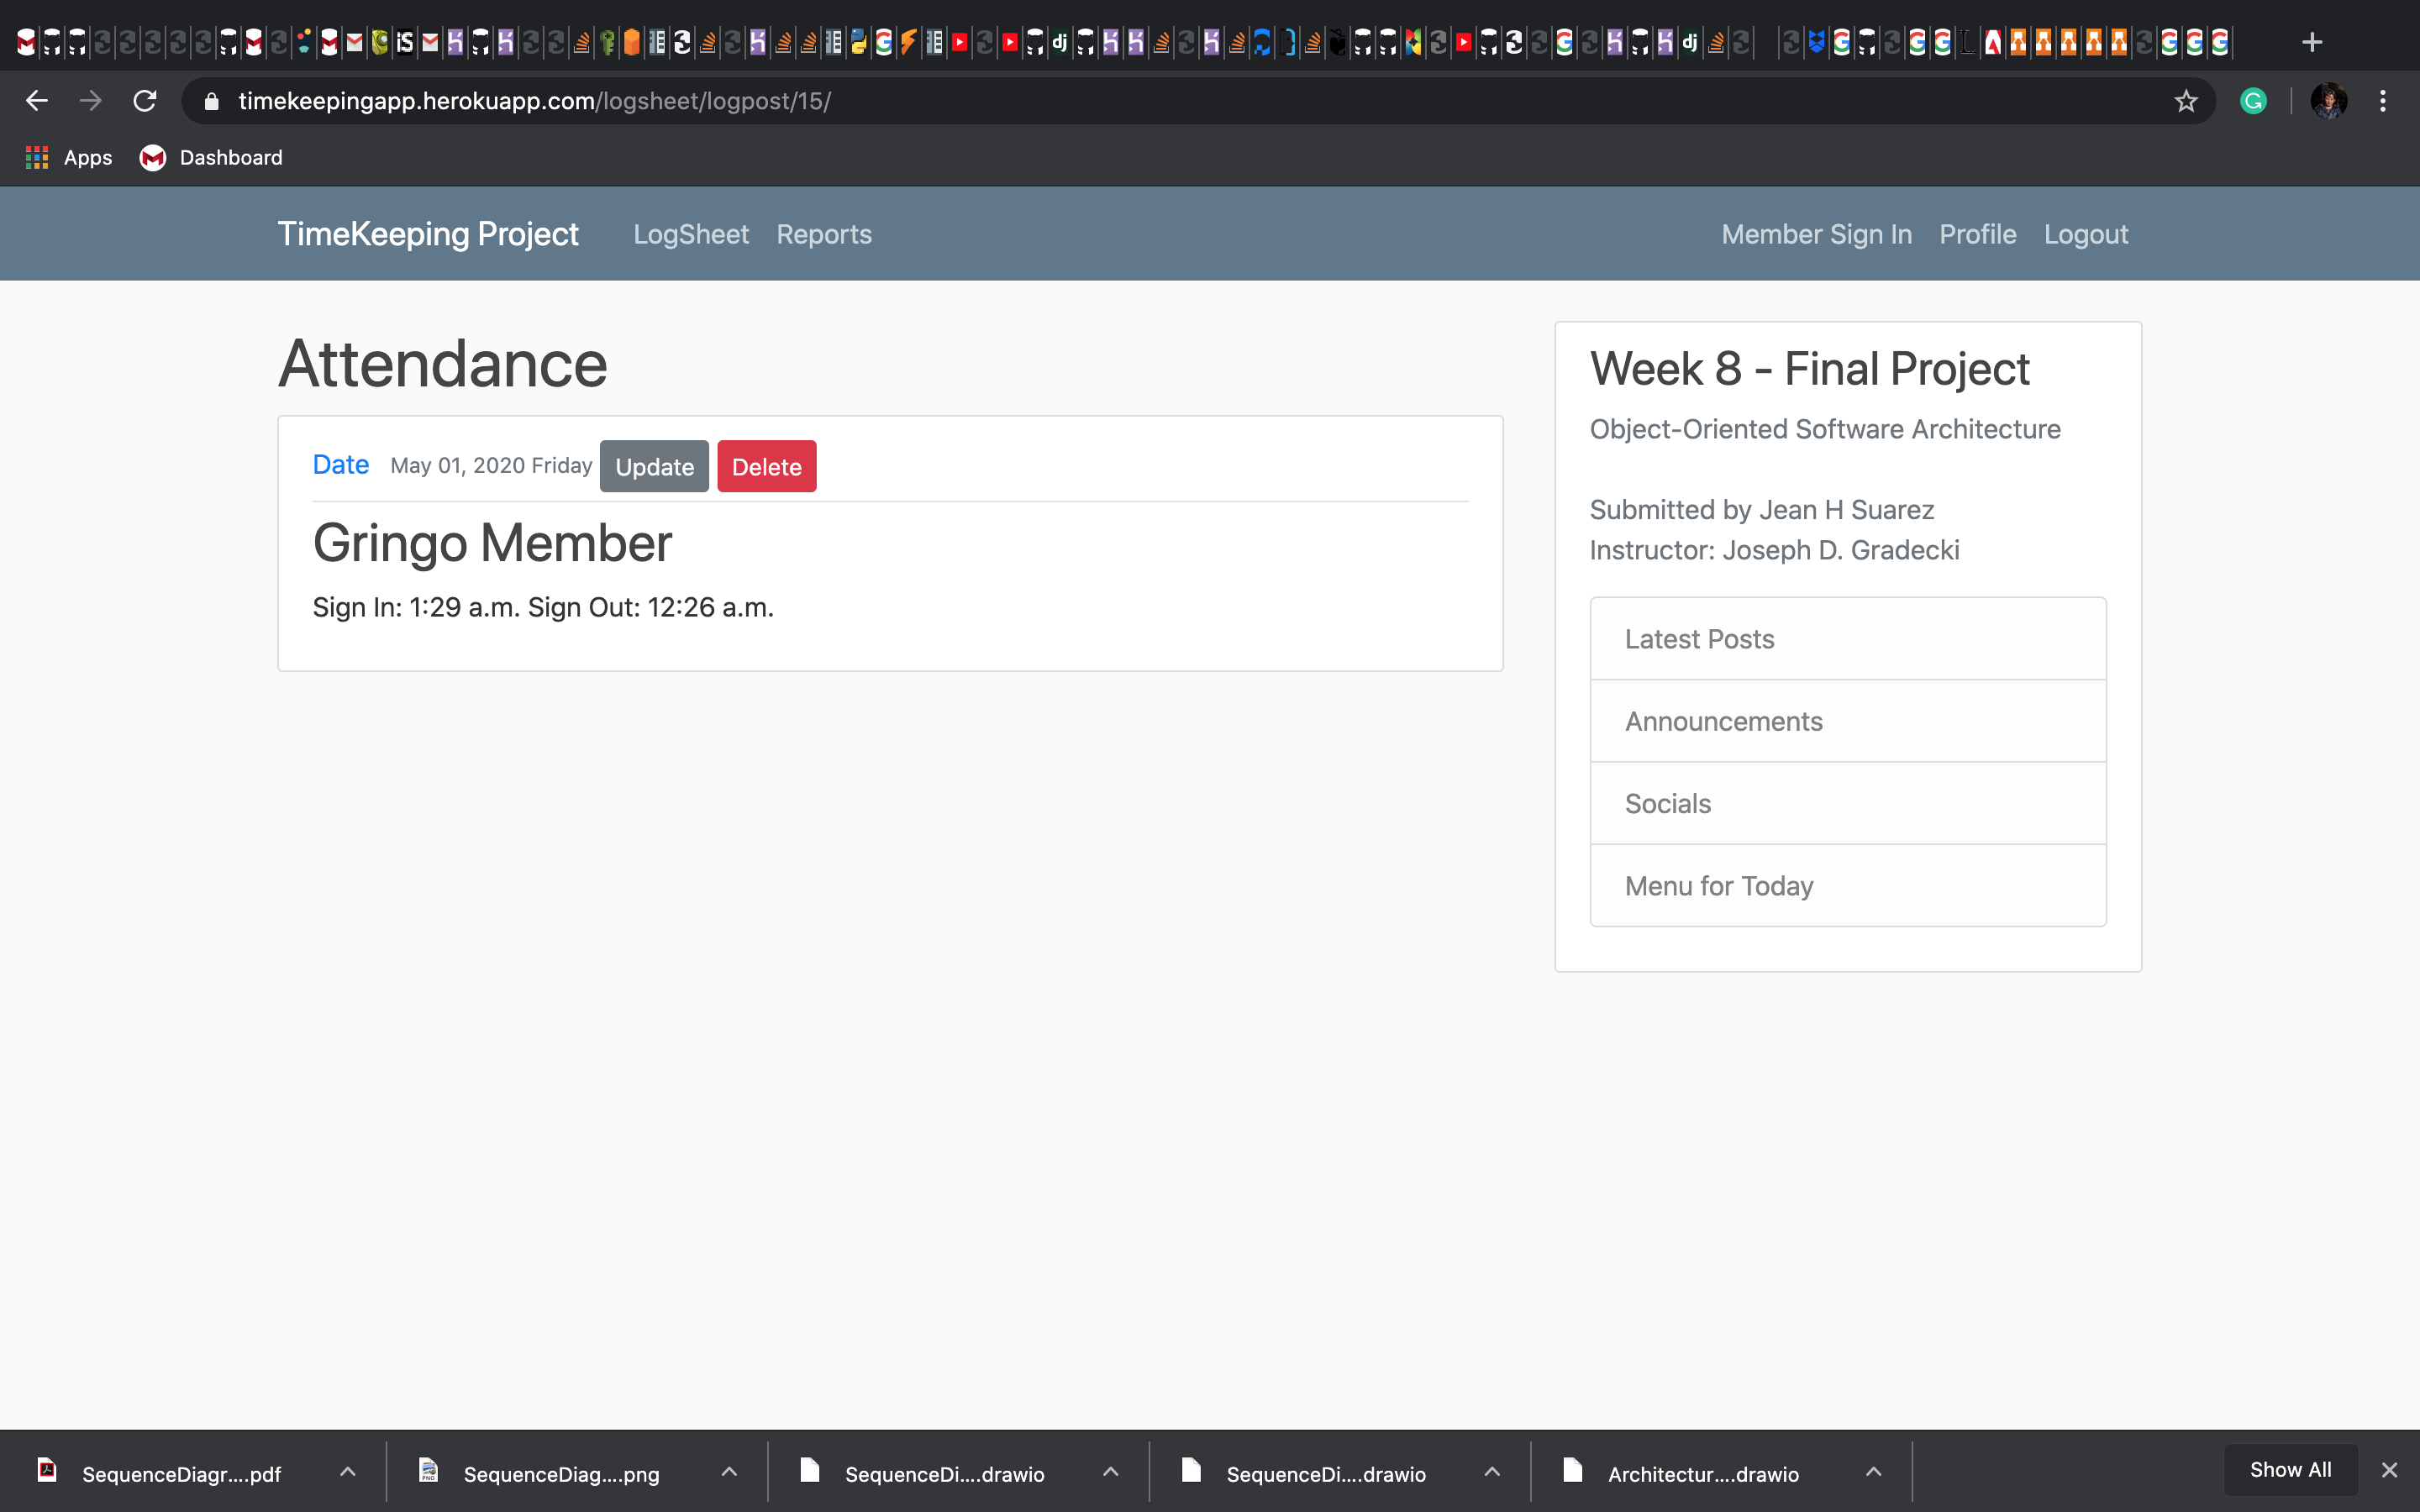 timekeepingapp.herokuapp.com/logsheet/logpost/15/
Apps Dashboard
TimeKeeping Project LogSheet Reports Member Sign In Profile Logout
Attendance
Date May 01, 2020 Friday Update Delete
Gringo Member
Sign In: 1:29 a.m. Sign Out: 12:26 a.m.
Week 8 - Final Project
Object-Oriented Software Architecture
Submitted by Jean H Suarez
Instructor: Joseph D. Gradecki
Latest Posts
Announcements
Socials
Menu for Today
SequenceDiagr....pdf SequenceDiag....png SequenceDi....drawio SequenceDi....drawio Architectur....drawio Show All